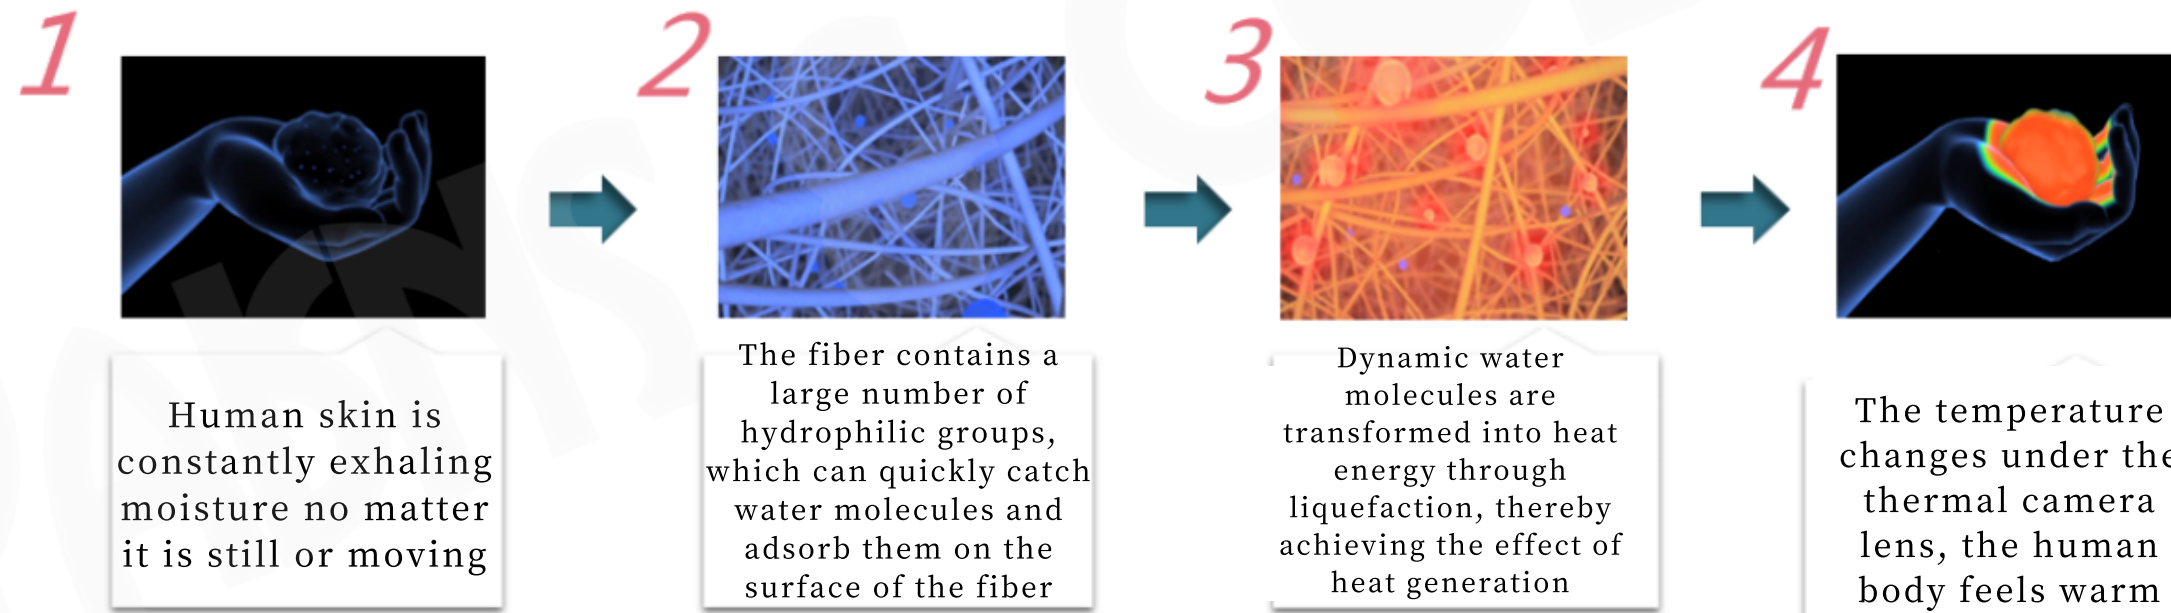 1
Human skin is
constantly exhaling
moisture no matter
it is still or moving
2
The fiber contains a
large number of
hydrophilic groups,
which can quickly catch
water molecules and
adsorb them on the
surface of the fiber
3
Dynamic water
molecules are
transformed into heat
energy through
liquefaction, thereby
achieving the effect of
heat generation
4
The temperature
changes under the
thermal camera
lens, the human
body feels warm